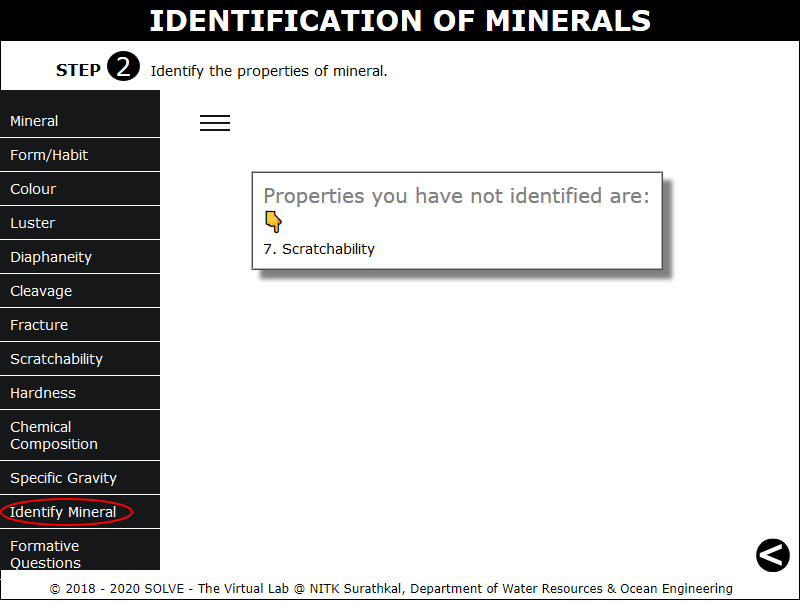 IDENTIFICATION OF MINERALS
STEP 2 Identify the properties of mineral.
Mineral
Form/Habit
Colour
Luster
Diaphaneity
Cleavage
Fracture
Scratchability
Hardness
Chemical
Composition
Specific Gravity
Identify Mineral
Formative
Questions
Properties you have not identified are:
7. Scratchability
© 2018 - 2020 SOLVE - The Virtual Lab @ NITK Surathkal, Department of Water Resources & Ocean Engineering